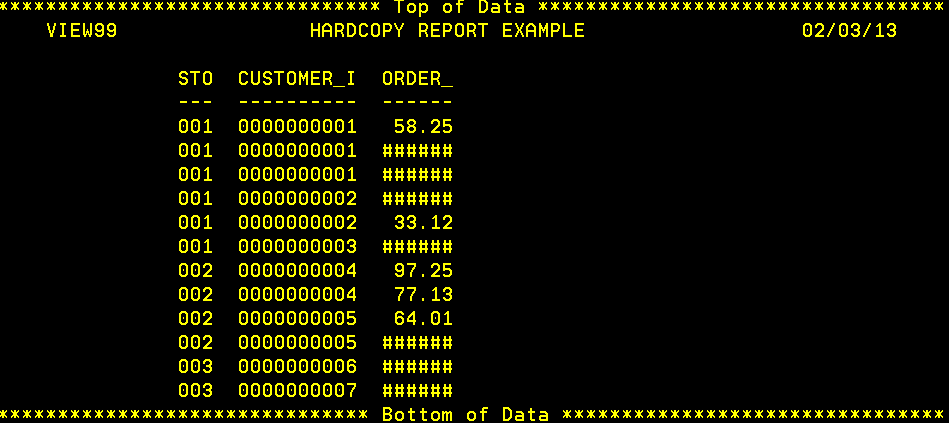 ******************************** Top of Data **********************************
VIEW99 HARDCOPY REPORT EXAMPLE 02/03/13
STO CUSTOMER_I ORDER_
--- ---------- ------
001 0000000001 58.25
001 0000000001 ######
001 0000000001 ######
001 0000000002 ######
001 0000000002 33.12
001 0000000003 ######
002 0000000004 97.25
002 0000000004 77.13
002 0000000005 64.01
002 0000000005 ######
003 0000000006 ######
003 0000000007 ######
******************************* Bottom of Data ********************************